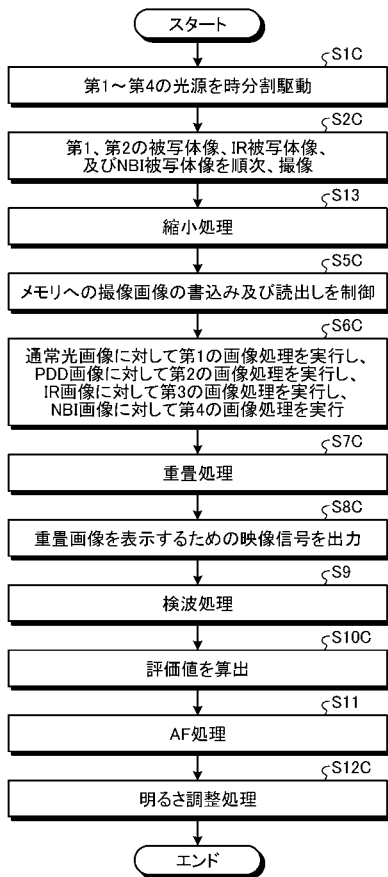 スタート
S1C
第1~第4の光源を時分割駆動
S2C
第1、第2の被写体像、IR被写体像、
及びNBI被写体像を順次、撮像
S13
縮小処理
S5C
メモリへの撮像画像の書込み及び読出しを制御
S6C
通常光画像に対して第1の画像処理を実行し、
PDD画像に対して第2の画像処理を実行し、
IR画像に対して第3の画像処理を実行し、
NBI画像に対して第4の画像処理を実行
S7C
重畳処理
S8C
重畳画像を表示するための映像信号を出力
S9
検波処理
S10C
評価値を算出
S11
AF処理
S12C
明るさ調整処理
エンド